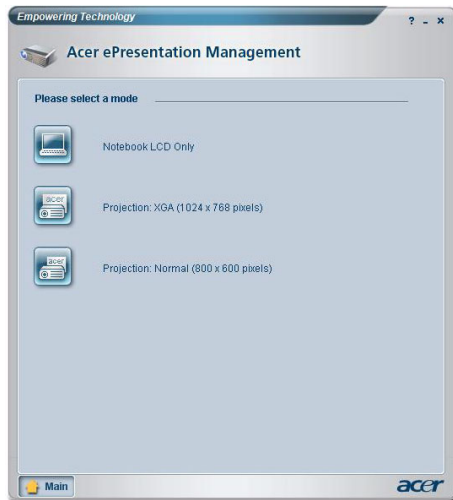 Empowering Technology
? - x
Acer ePresentation Management
Please select a mode
Notebook LCD Only
acer
Projection: XGA (1024 x 768 pixels)
acer
Projection: Normal (800 x 600 pixels)
Main
acer